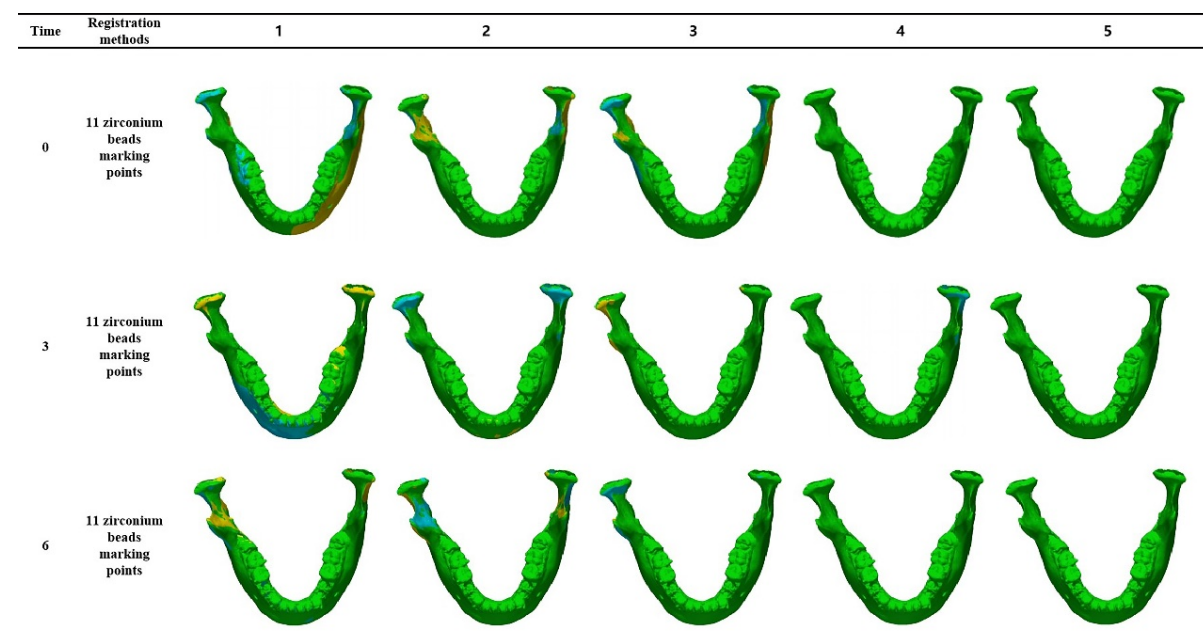 Time
Registration
methods
1
2
3
4
5
0
11 zirconium
beads
marking
points
3
11 zirconium
beads
marking
points
6
11 zirconium
beads
marking
points